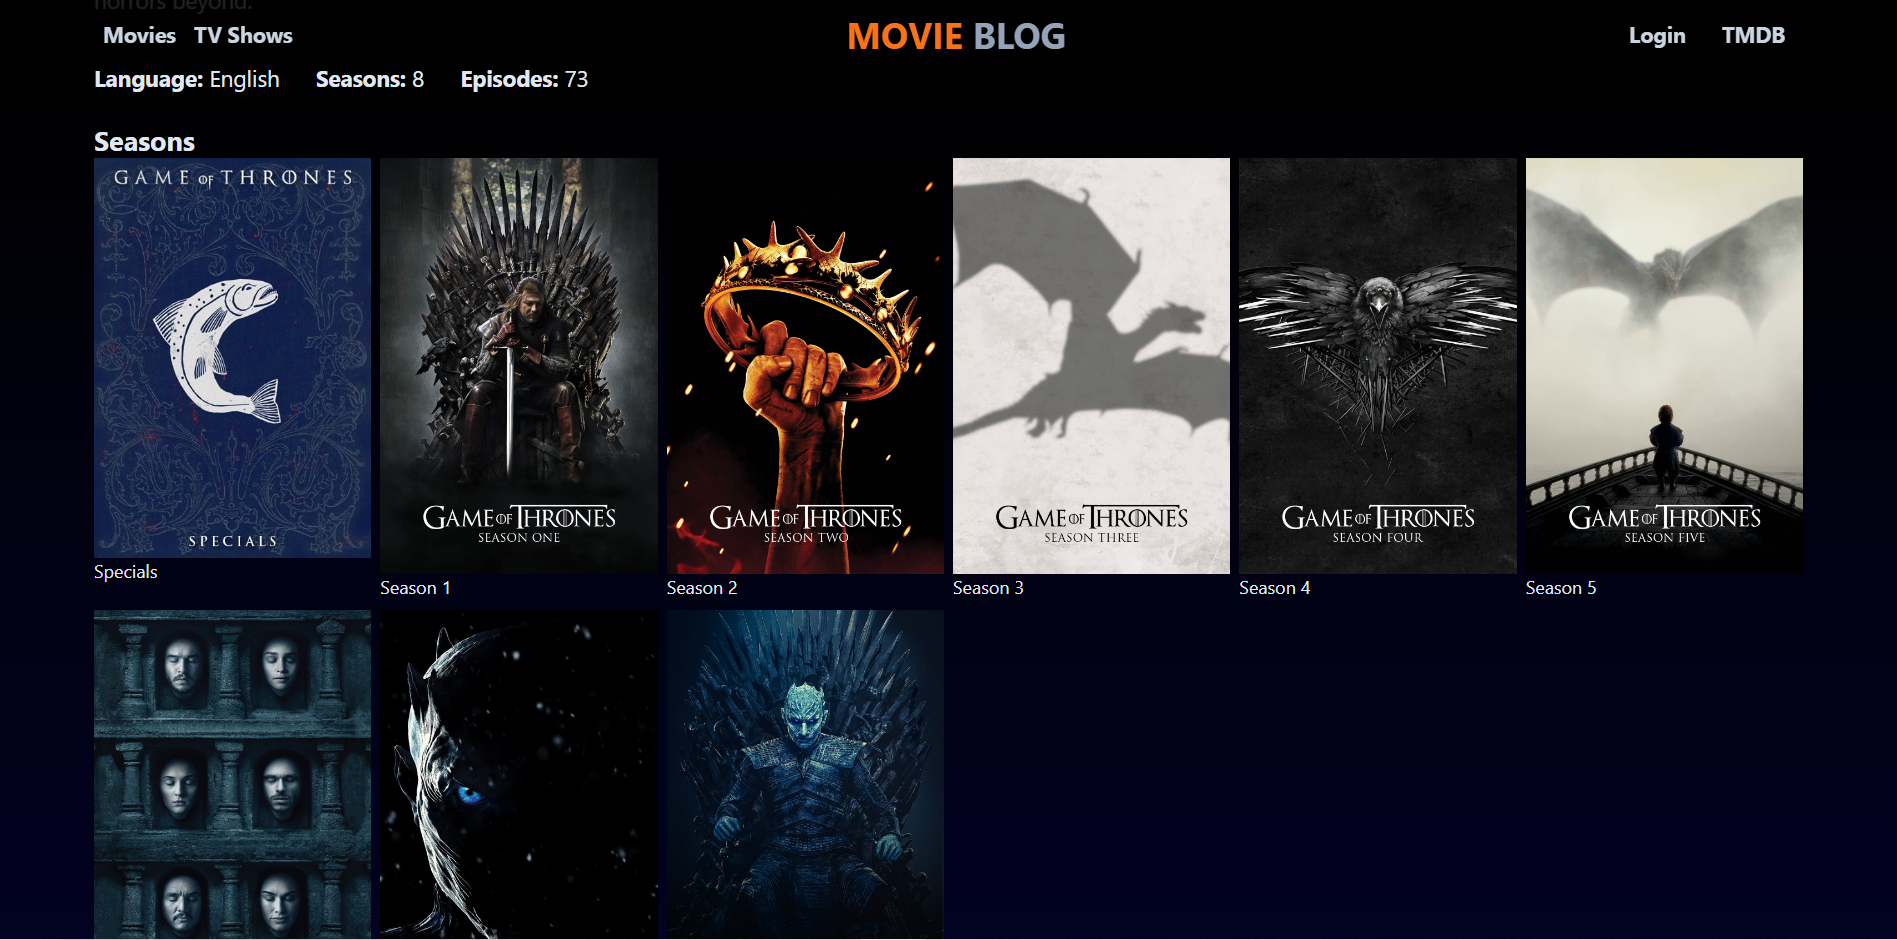 horrors beyond.
Movies TV Shows MOVIE BLOG Login TMDB
Language: English Seasons: 8 Episodes: 73
Seasons
GAME OF THRONES
SPECIALS
Specials
GAME OF THRONES
SEASON ONE
Season 1
GAME OF THRONES
SEASON TWO
Season 2
GAME OF THRONES
SEASON THREE
Season 3
GAME OF THRONES
SEASON FOUR
Season 4
GAME OF THRONES
SEASON FIVE
Season 5